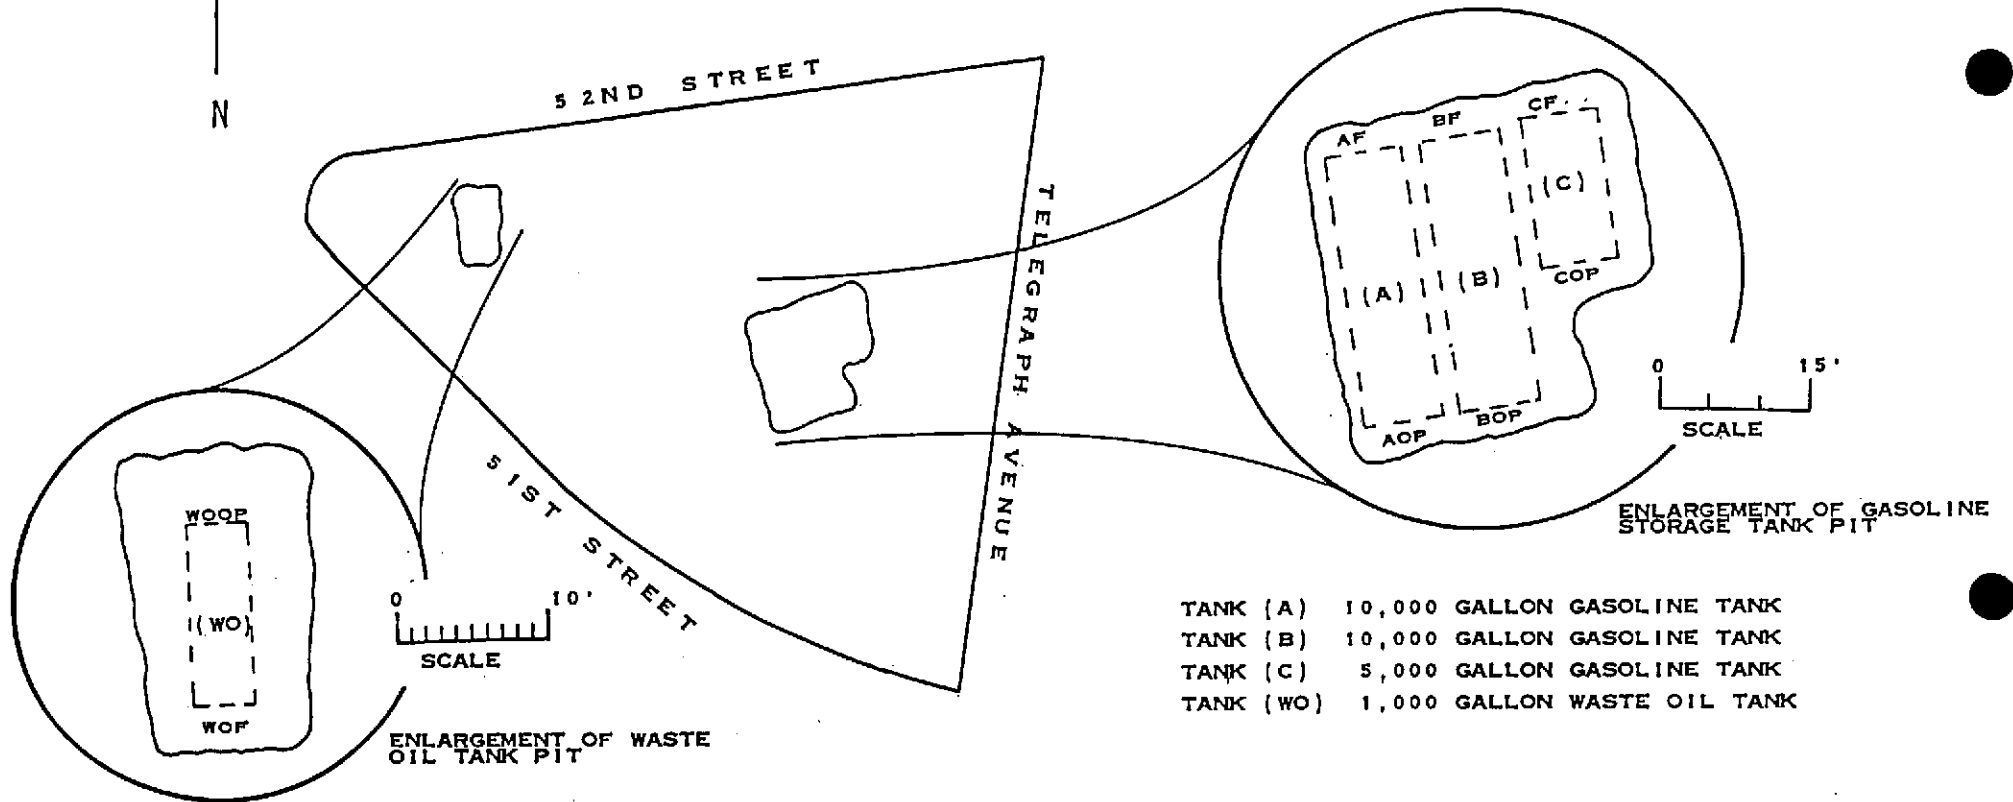 N
52ND STREET
TELEGRAPH AVENUE
51ST STREET
AF
BF
CF
(A)
(B)
(C)
AOP
BOP
COP
0 15'
SCALE
ENLARGEMENT OF GASOLINE
STORAGE TANK PIT
WOOP
(WO)
WOF
0 10'
SCALE
ENLARGEMENT OF WASTE
OIL TANK PIT
TANK (A) 10,000 GALLON GASOLINE TANK
TANK (B) 10,000 GALLON GASOLINE TANK
TANK (C) 5,000 GALLON GASOLINE TANK
TANK (WO) 1,000 GALLON WASTE OIL TANK